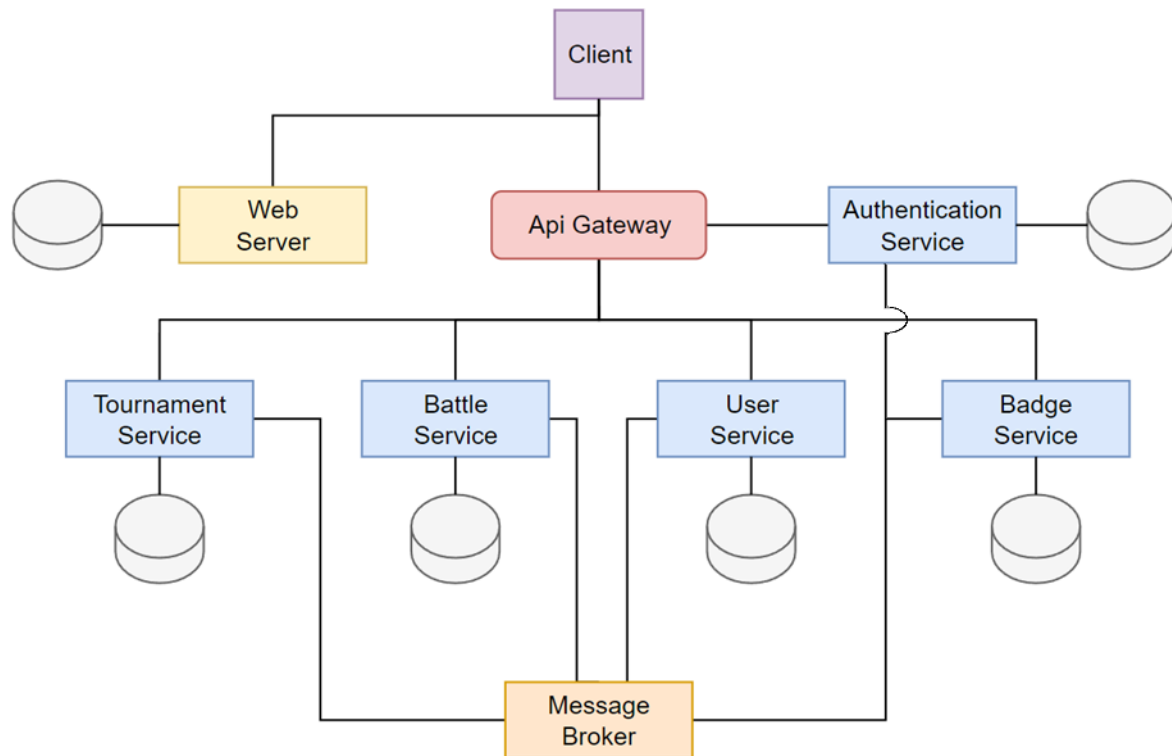 Client
Web
Server
Api Gateway
Authentication
Service
Tournament
Service
Battle
Service
User
Service
Badge
Service
Message
Broker